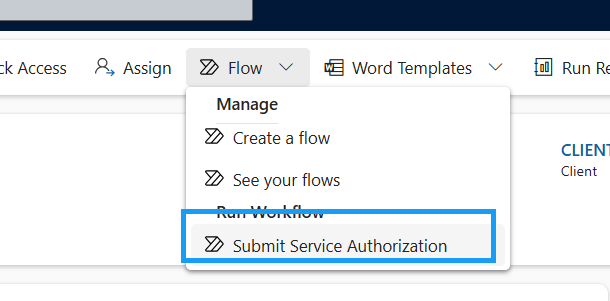 ck Access Assign Flow Word Templates Run Re
Manage
Create a flow
See your flows
Run Workflow
Submit Service Authorization
CLIENT
Client